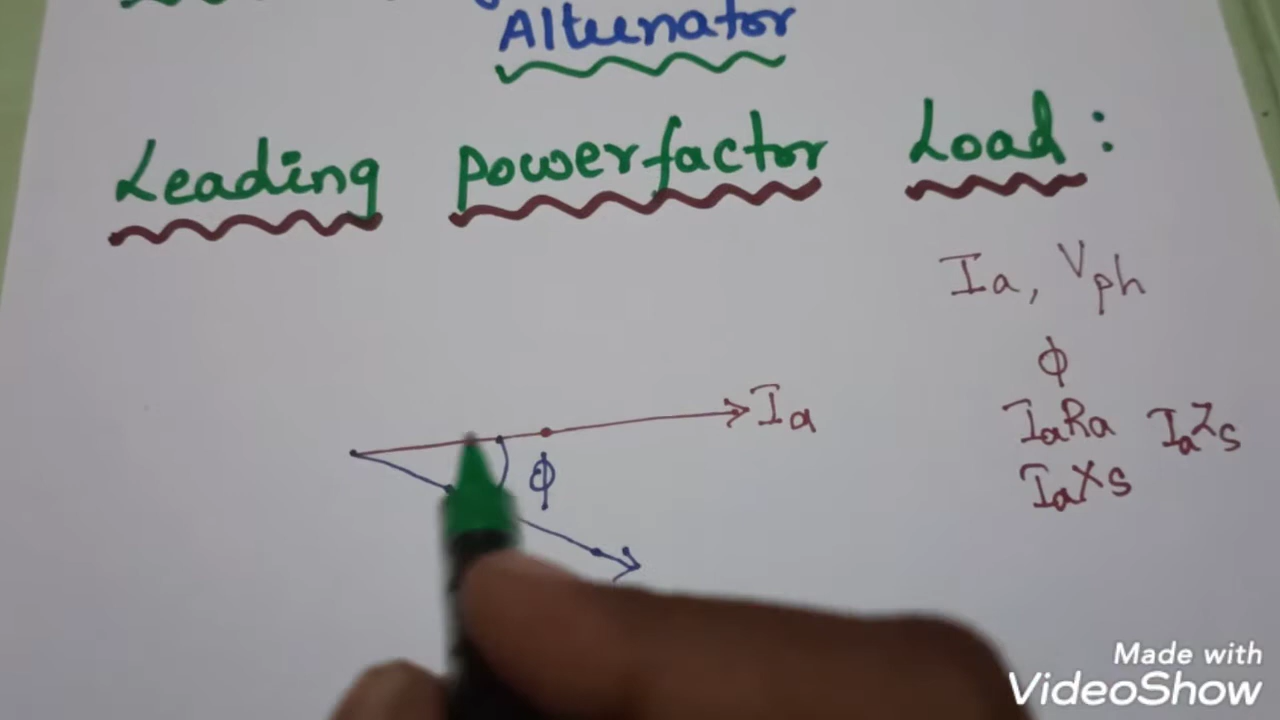 Alternator
Leading powerfactor Load:
Ia, Vph
ϕ
IaRa IaZs
IaXs
Ia
ϕ
Made with
VideoShow